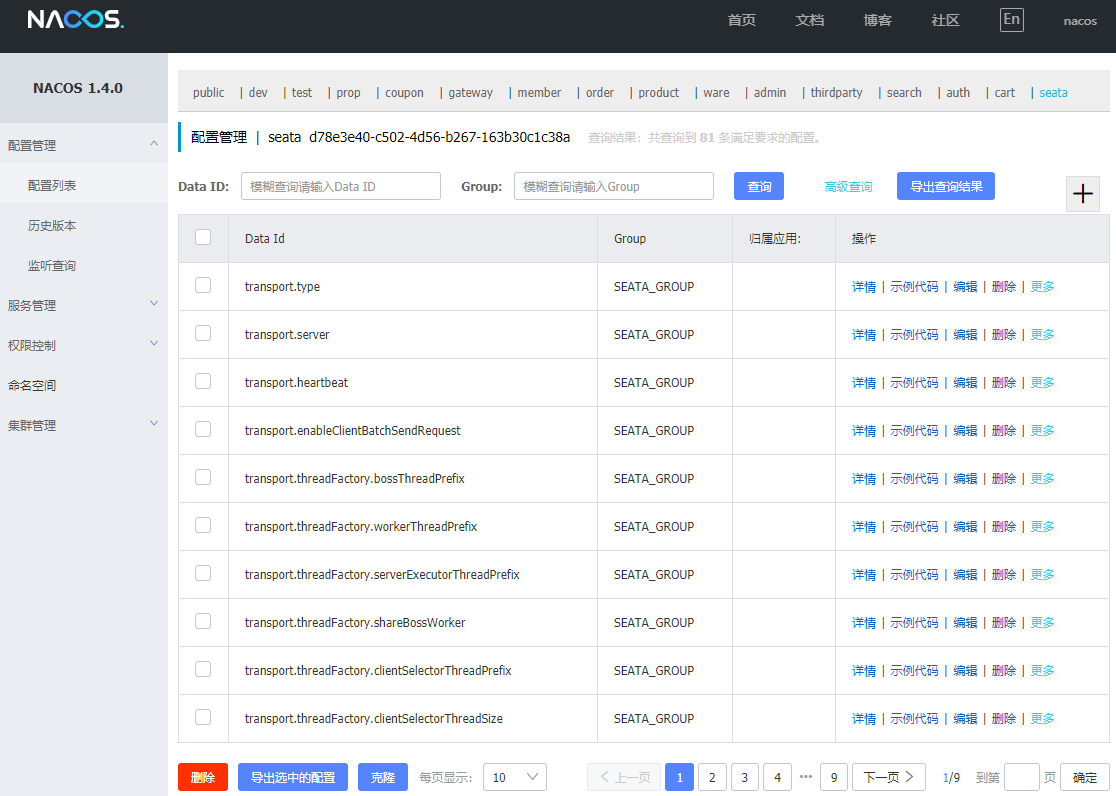 NACOS.
首页 文档 博客 社区 En nacos
NACOS 1.4.0
配置管理
配置列表
历史版本
监听查询
服务管理
权限控制
命名空间
集群管理
public | dev | test | prop | coupon | gateway | member | order | product | ware | admin | thirdparty | search | auth | cart | seata
配置管理 | seata d78e3e40-c502-4d56-b267-163b30c1c38a 查询结果：共查询到 81 条满足要求的配置。
Data ID: 模糊查询请输入Data ID Group: 模糊查询请输入Group 查询 高级查询 导出查询结果
Data Id Group 归属应用: 操作
transport.type SEATA_GROUP 详情 | 示例代码 | 编辑 | 删除 | 更多
transport.server SEATA_GROUP 详情 | 示例代码 | 编辑 | 删除 | 更多
transport.heartbeat SEATA_GROUP 详情 | 示例代码 | 编辑 | 删除 | 更多
transport.enableClientBatchSendRequest SEATA_GROUP 详情 | 示例代码 | 编辑 | 删除 | 更多
transport.threadFactory.bossThreadPrefix SEATA_GROUP 详情 | 示例代码 | 编辑 | 删除 | 更多
transport.threadFactory.workerThreadPrefix SEATA_GROUP 详情 | 示例代码 | 编辑 | 删除 | 更多
transport.threadFactory.serverExecutorThreadPrefix SEATA_GROUP 详情 | 示例代码 | 编辑 | 删除 | 更多
transport.threadFactory.shareBossWorker SEATA_GROUP 详情 | 示例代码 | 编辑 | 删除 | 更多
transport.threadFactory.clientSelectorThreadPrefix SEATA_GROUP 详情 | 示例代码 | 编辑 | 删除 | 更多
transport.threadFactory.clientSelectorThreadSize SEATA_GROUP 详情 | 示例代码 | 编辑 | 删除 | 更多
删除 导出选中的配置 克隆 每页显示: 10 上一页 1 2 3 4 ••• 9 下一页 1/9 到第 页 确定